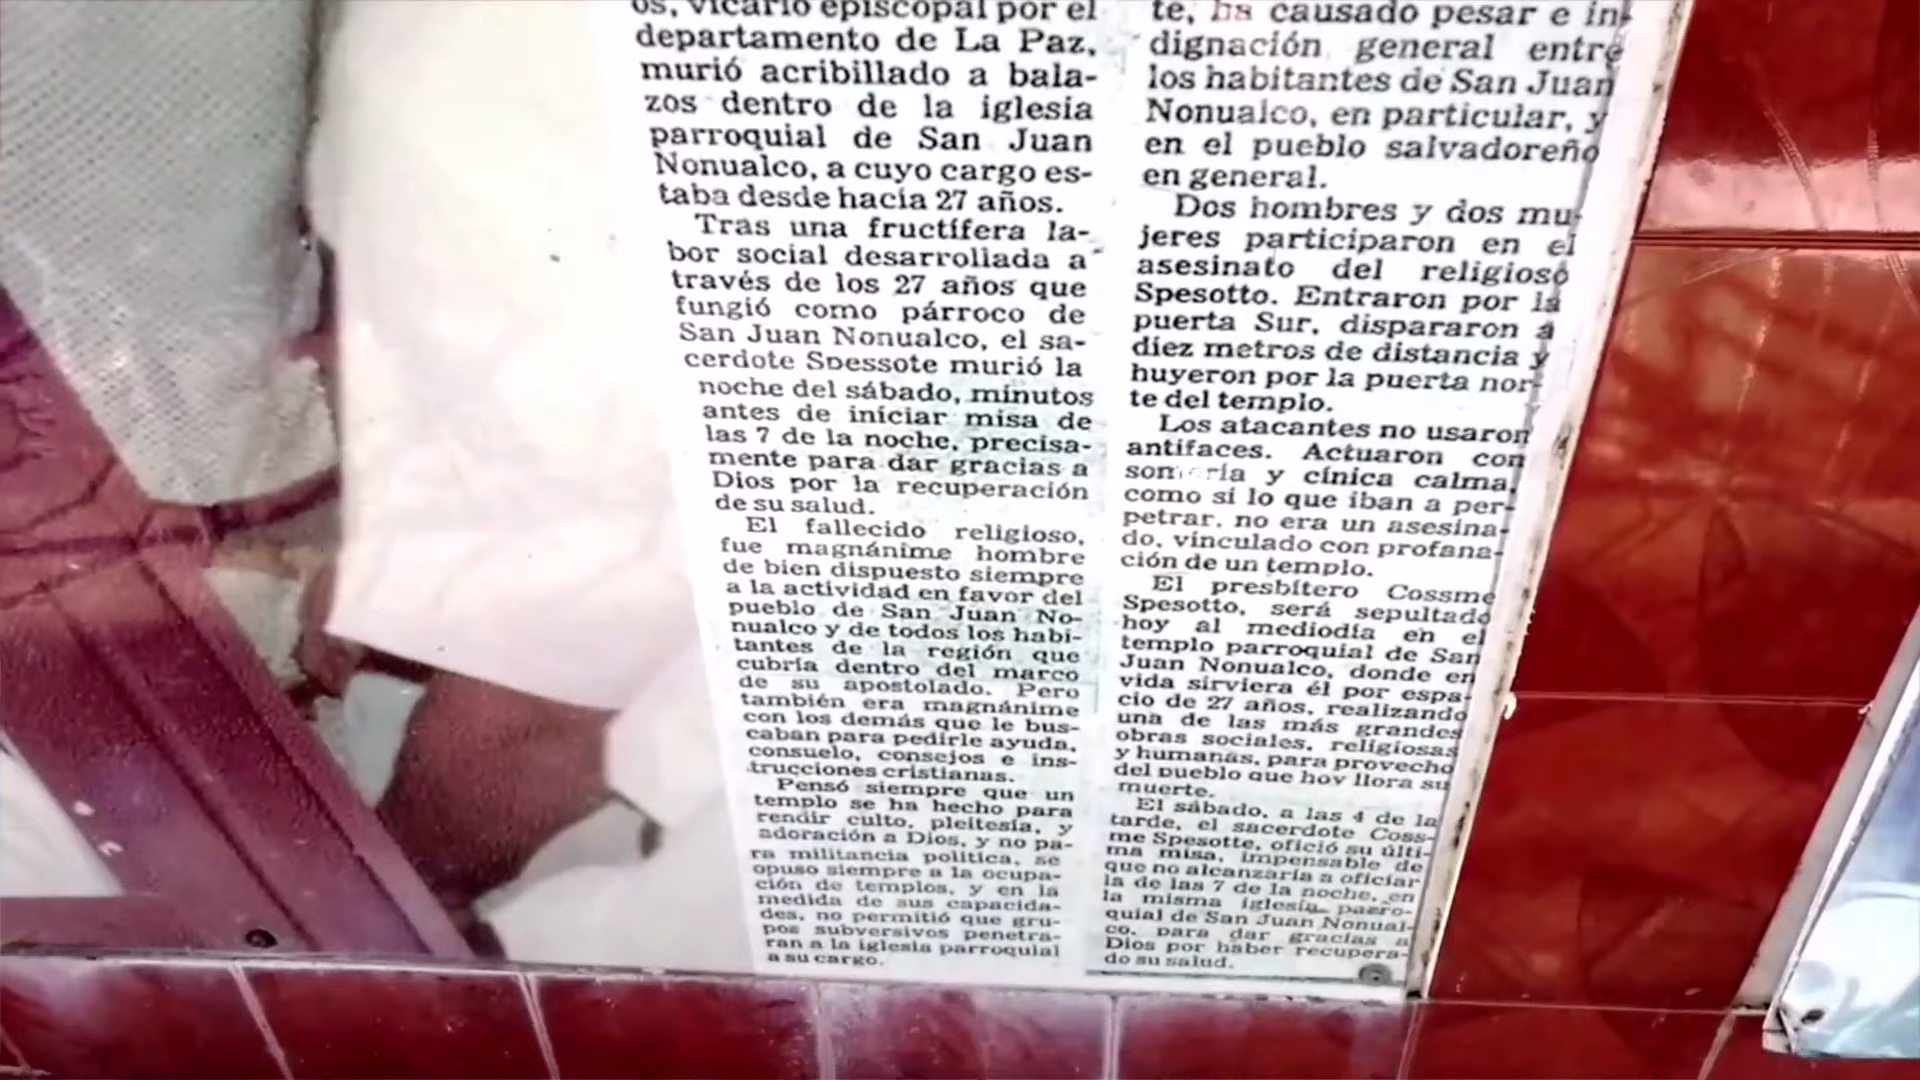 os, vicario episcopal por el
departamento de La Paz,
murió acribillado a bala-
zos dentro de la iglesia
parroquial de San Juan
Nonualco, a cuyo cargo es-
taba desde hacía 27 años.
Tras una fructífera la-
bor social desarrollada a
través de los 27 años que
fungió como párroco de
San Juan Nonualco, el sa-
cerdote Spessote murió la
noche del sábado, minutos
antes de iniciar misa de
las 7 de la noche, precisa-
mente para dar gracias a
Dios por la recuperación
de su salud.
El fallecido religioso,
fue magnánime hombre
de bien dispuesto siempre
a la actividad en favor del
pueblo de San Juan No-
nualco y de todos los habi-
tantes de la región que
cubría dentro del marco
de su apostolado. Pero
también era magnánime
con los demás que le bus-
caban para pedirle ayuda,
consuelo, consejos e ins-
trucciones cristianas.
Pensó siempre que un
templo se ha hecho para
rendir culto, pleitesía, y
adoración a Dios, y no pa-
ra militancia política, se
opuso siempre a la ocupa-
ción de templos, y en la
medida de sus capacida-
des, no permitió que gru-
pos subversivos penetra-
ran a la iglesia parroquial
a su cargo.
te, ha causado pesar e in-
dignación general entre
los habitantes de San Juan
Nonualco, en particular, y
en el pueblo salvadoreño
en general.
Dos hombres y dos mu-
jeres participaron en el
asesinato del religioso
Spesotto. Entraron por la
puerta Sur, dispararon a
diez metros de distancia y
huyeron por la puerta nor-
te del templo.
Los atacantes no usaron
antifaces. Actuaron con
y cínica calma,
como si lo que iban a per-
petrar, no era un asesina-
do, vinculado con profana-
ción de un templo.
El presbítero Cossme
Spesotto, será sepultado
hoy al mediodía en el
templo parroquial de San
Juan Nonualco, donde en
vida sirviera él por espa-
cio de 27 años, realizando
una de las más grandes
obras sociales, religiosas
y humanas, para provecho
del pueblo que hoy llora su
muerte.
El sábado, a las 4 de la
tarde, el sacerdote Coss-
me Spesotte, ofició su últi-
ma misa, impensable de
que no alcanzaría a oficiar
la de las 7 de la noche, en
la misma iglesia parro-
quial de San Juan Nonual-
co, para dar gracias a
Dios por haber recupera-
do su salud.